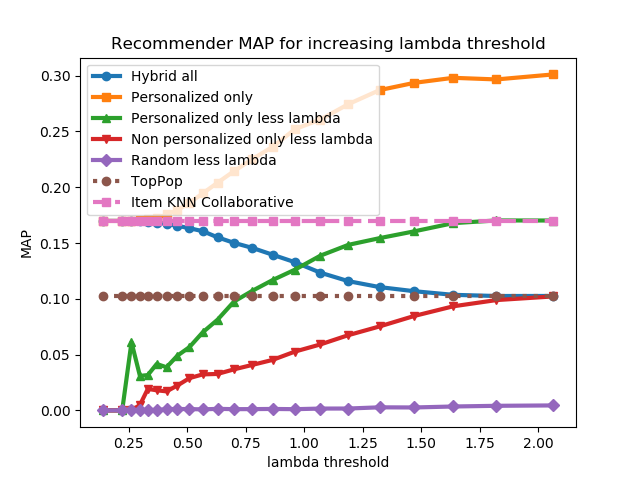 Recommender MAP for increasing lambda threshold
Hybrid all
Personalized only
Personalized only less lambda
Non personalized only less lambda
Random less lambda
TopPop
Item KNN Collaborative
MAP
0.30
0.25
0.20
0.15
0.10
0.05
0.00
0.25 0.50 0.75 1.00 1.25 1.50 1.75 2.00
lambda threshold